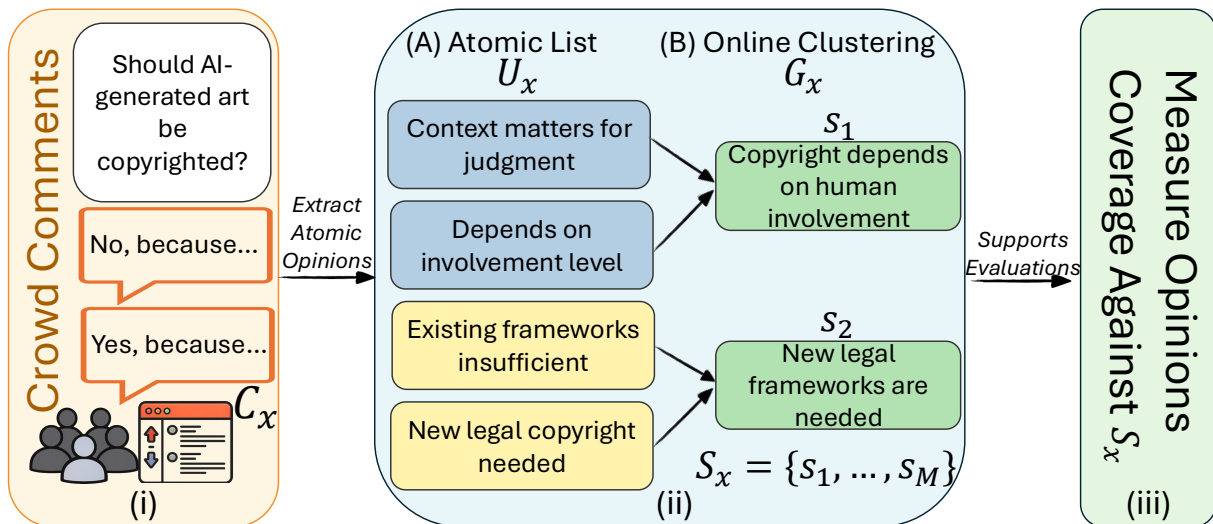 Crowd Comments
Should AI-
generated art
be
copyrighted?
No, because...
Yes, because...
C_x
(i)
Extract
Atomic
Opinions
(A) Atomic List
U_x
Context matters for
judgment
Depends on
involvement level
Existing frameworks
insufficient
New legal copyright
needed
(B) Online Clustering
G_x
s_1
Copyright depends
on human
involvement
s_2
New legal
frameworks are
needed
S_x = {s_1, ... , s_M}
(ii)
Supports
Evaluations
Measure Opinions
Coverage Against S_x
(iii)